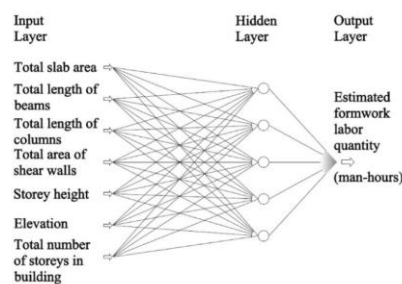 Input
Layer
Hidden
Layer
Output
Layer
Total slab area
Total length of
beams
Total length of
columns
Total area of
shear walls
Storey height
Elevation
Total number
of storeys in
building
Estimated
formwork
labor
quantity
(man-hours)